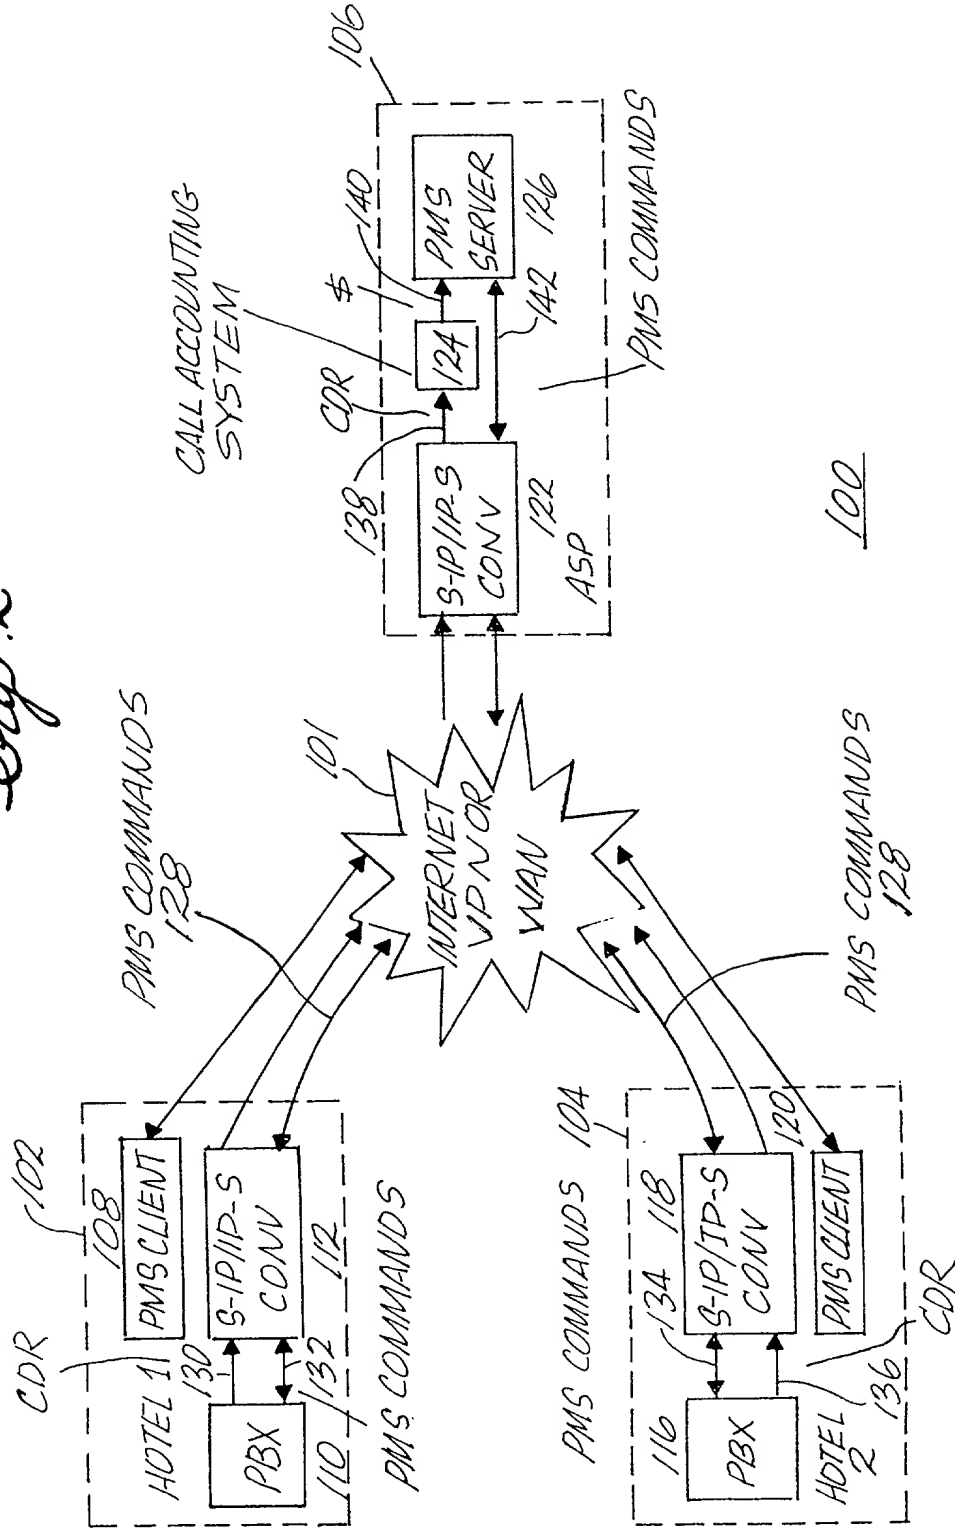 Fig. 2
CDR
102
HOTEL 1
108
PMS CLIENT
130
PBX
S-IP/IP-S
CONV
132
110
112
PMS COMMANDS
PMS COMMANDS
128
101
INTERNET
VPN OR
WAN
PMS COMMANDS
104
116
134
118
PBX
S-IP/IP-S
CONV
120
HOTEL
2
PMS CLIENT
136
CDR
PMS COMMANDS
128
CALL ACCOUNTING
SYSTEM
106
138
CDR
$
140
S-IP/IP-S
CONV
124
PMS
SERVER
122
142
126
ASP
PMS COMMANDS
100